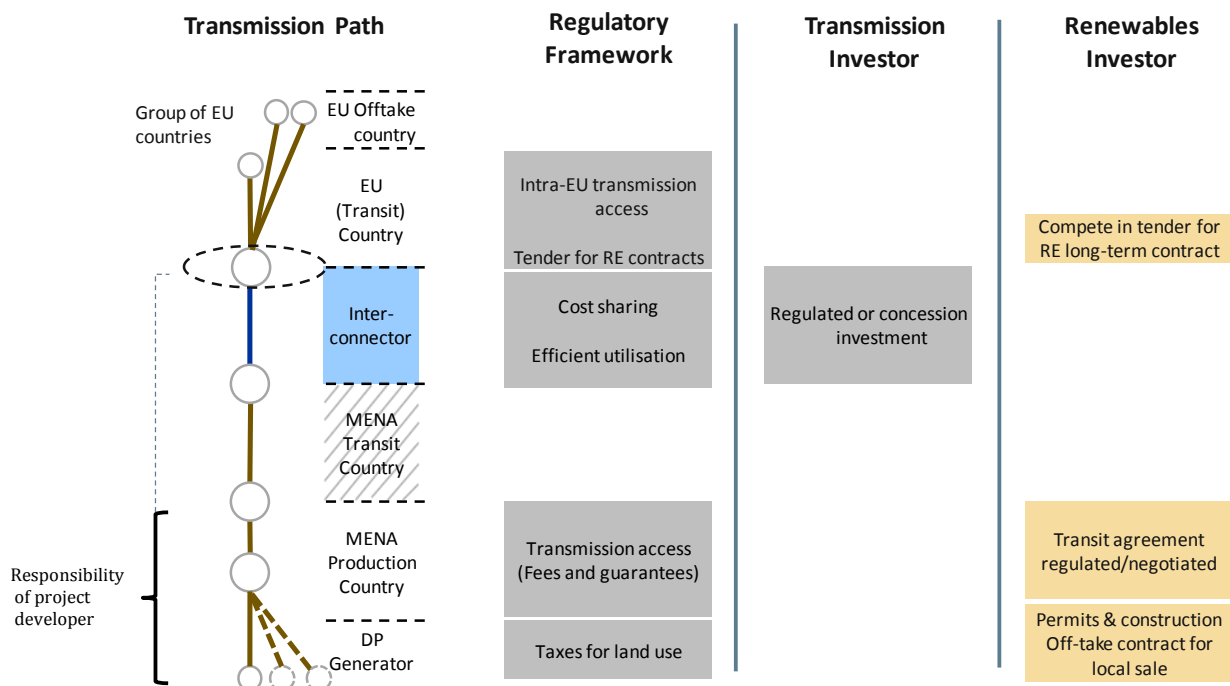 Transmission Path
Regulatory
Framework
Transmission
Investor
Renewables
Investor
Group of EU
countries
EU Offtake
country
EU
(Transit)
Country
Intra-EU transmission
access
Tender for RE contracts
Compete in tender for
RE long-term contract
Inter-
connector
Cost sharing
Efficient utilisation
Regulated or concession
investment
MENA
Transit
Country
MENA
Production
Country
Transmission access
(Fees and guarantees)
Transit agreement
regulated/negotiated
Responsibility
of project
developer
DP
Generator
Taxes for land use
Permits & construction
Off-take contract for
local sale